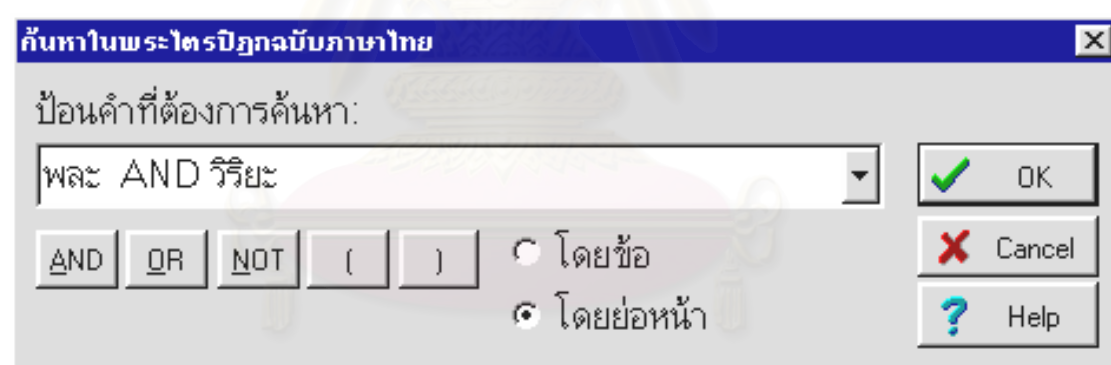 ค้นหาในพระไตรปิฎกฉบับภาษาไทย
ป้อนคำที่ต้องการค้นหา:
พละ AND วิริยะ
OK
AND OR NOT ( )
โดยข้อ
Cancel
โดยย่อหน้า
Help